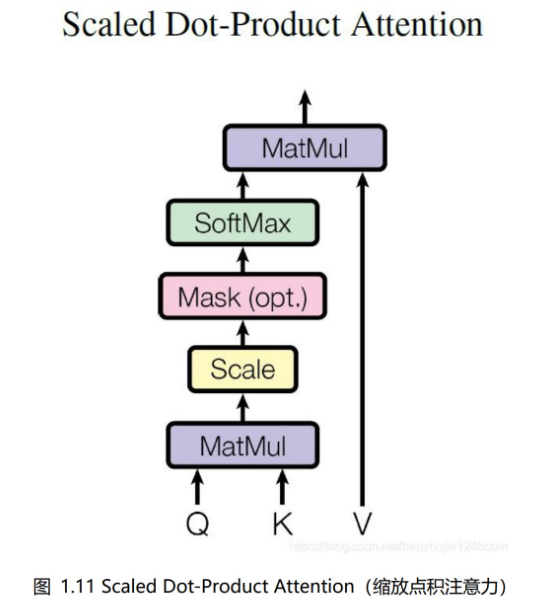 Scaled Dot-Product Attention
MatMul
SoftMax
Mask (opt.)
Scale
MatMul
Q K V
https://blog.csdn.net/benzhujie1245com
图 1.11 Scaled Dot-Product Attention（缩放点积注意力）